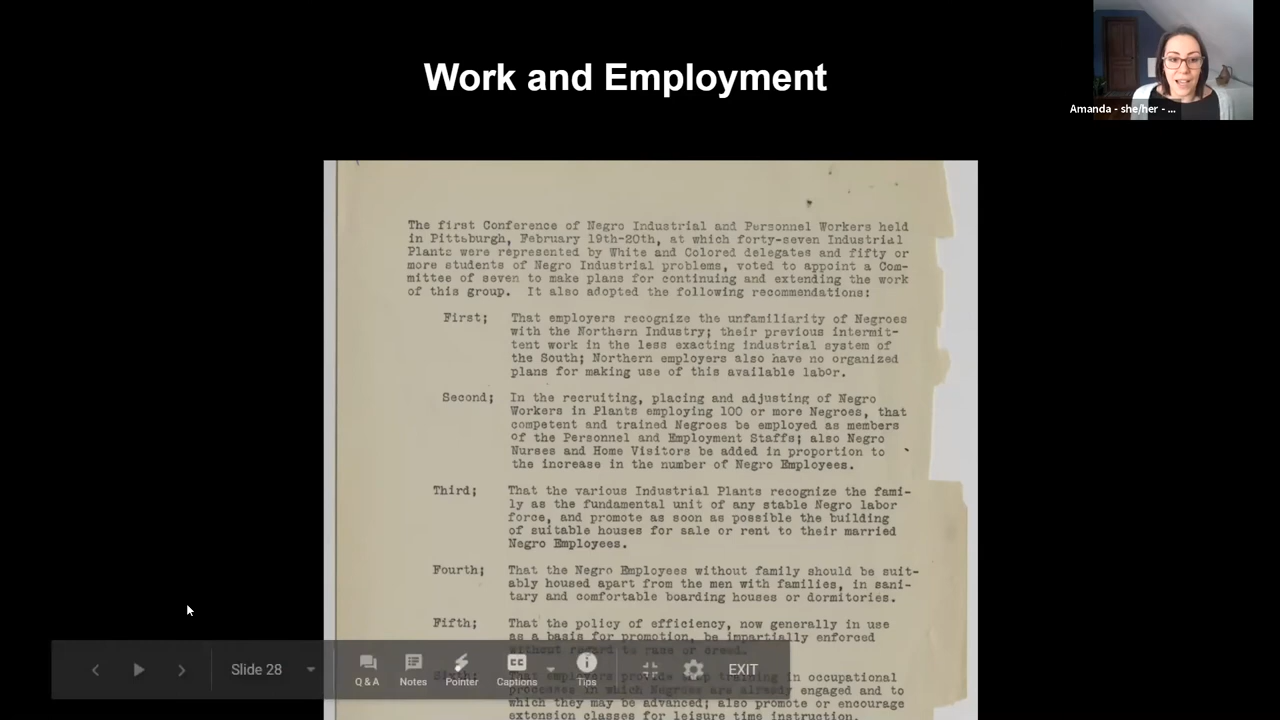 Work and Employment
Amanda - she/her - ...
The first Conference of Negro Industrial and Personnel Workers held
in Pittsburgh, February 19th-20th, at which forty-seven Industrial
Plants were represented by White and Colored delegates and fifty or
more students of Negro Industrial problems, voted to appoint a Com-
mittee of seven to make plans for continuing and extending the work
of this group. It also adopted the following recommendations:
First; That employers recognize the unfamiliarity of Negroes
with the Northern Industry; their previous intermit-
tent work in the less exacting industrial system of
the South; Northern employers also have no organized
plans for making use of this available labor.
Second; In the recruiting, placing and adjusting of Negro
Workers in Plants employing 100 or more Negroes, that
competent and trained Negroes be employed as members
of the Personnel and Employment Staffs; also Negro
Nurses and Home Visitors be added in proportion to
the increase in the number of Negro Employees.
Third; That the various Industrial Plants recognize the fami-
ly as the fundamental unit of any stable Negro labor
force, and promote as soon as possible the building
of suitable houses for sale or rent to their married
Negro Employees.
Fourth; That the Negro Employees without family should be suit-
ably housed apart from the men with families, in sani-
tary and comfortable boarding houses or dormitories.
Fifth; That the policy of efficiency, now generally in use
as a basis for promotion, be impartially enforced
without regard to race or creed.
Sixth; That employers provide training in occupational
processes in which Negroes are already engaged and to
which they may be advanced; also promote or encourage
extension classes for leisure time instruction.
Slide 28
Q & A
Notes
Pointer
CC
Captions
Tips
EXIT